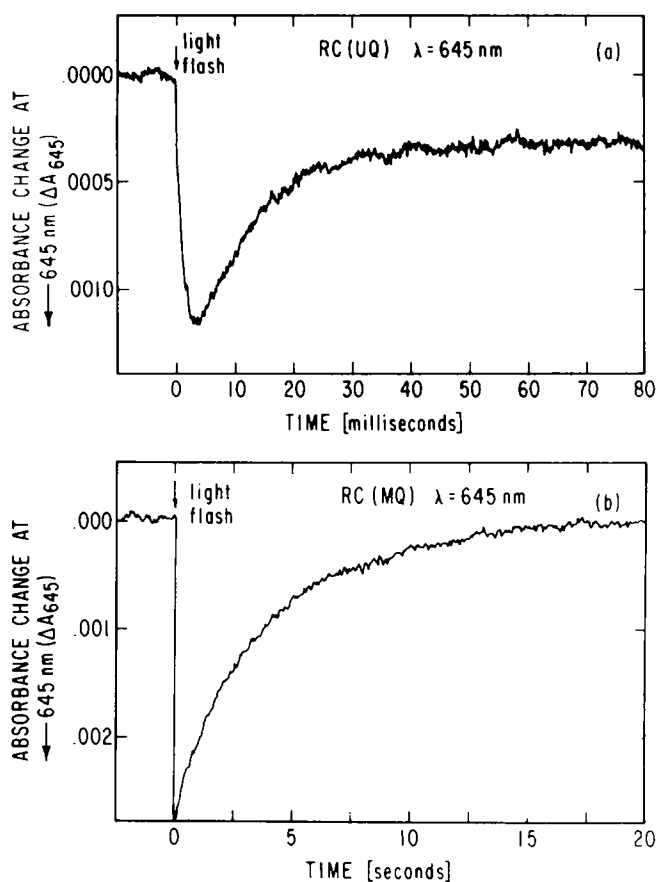 light flash
RC (UQ) λ = 645 nm
(a)
ABSORBANCE CHANGE AT
← 645 nm (ΔA645)
.0000
.0005
.0010
0 10 20 30 40 50 60 70 80
TIME [milliseconds]
light flash
RC (MQ) λ = 645 nm
(b)
ABSORBANCE CHANGE AT
← 645 nm (ΔA645)
.000
.001
.002
0 5 10 15 20
TIME [seconds]